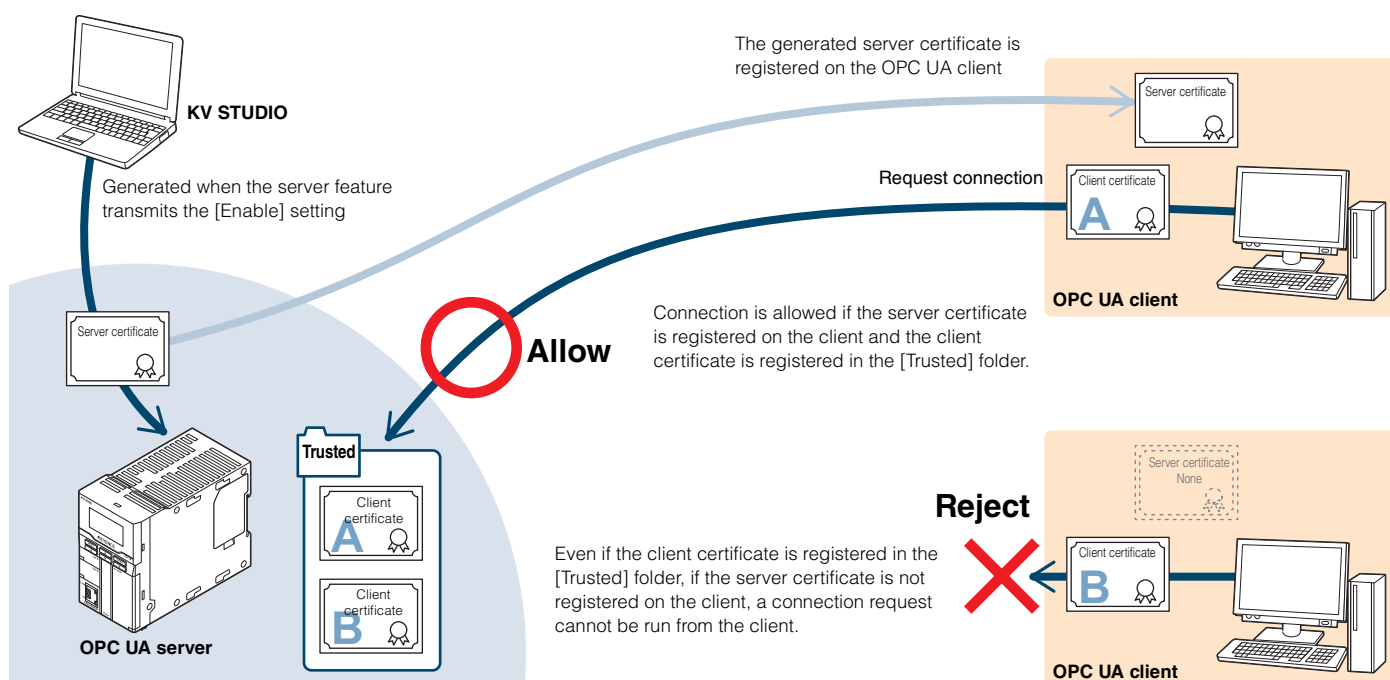 The generated server certificate is
registered on the OPC UA client
Server certificate
KV STUDIO
Generated when the server feature
transmits the [Enable] setting
Request connection
Client certificate
A
OPC UA client
Server certificate
Allow
Connection is allowed if the server certificate
is registered on the client and the client
certificate is registered in the [Trusted] folder.
Trusted
Client
certificate
A
Client
certificate
B
OPC UA server
Server certificate
None
Reject
Even if the client certificate is registered in the
[Trusted] folder, if the server certificate is not
registered on the client, a connection request
cannot be run from the client.
Client certificate
B
OPC UA client